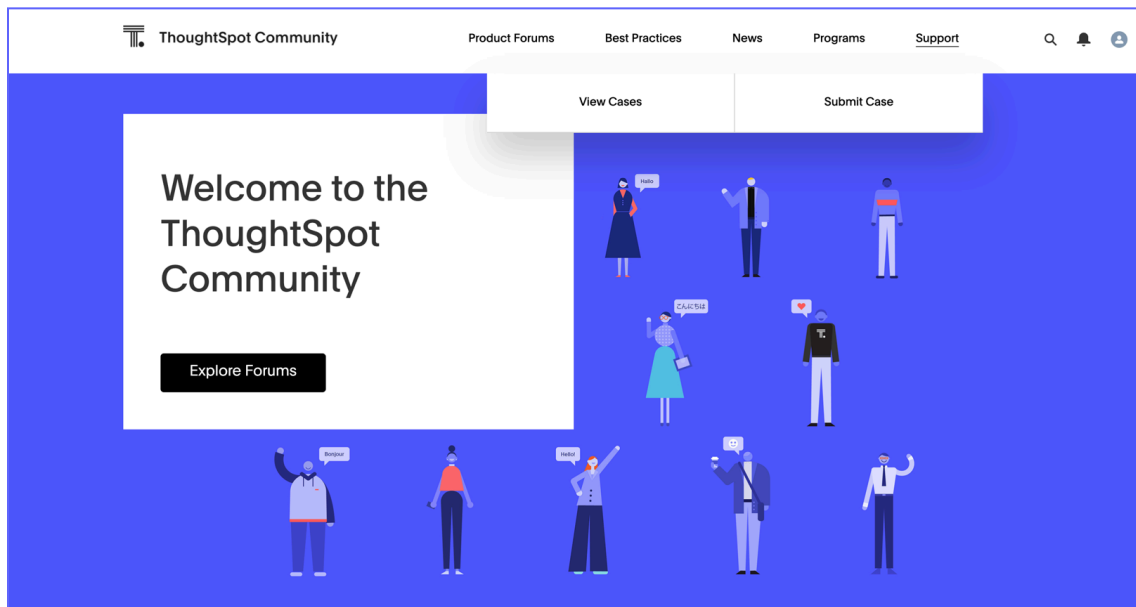 ThoughtSpot Community
Product Forums
Best Practices
News
Programs
Support
View Cases
Submit Case
Welcome to the
ThoughtSpot
Community
Explore Forums
Hello
こんにちは
T.
Bonjour
Hello!